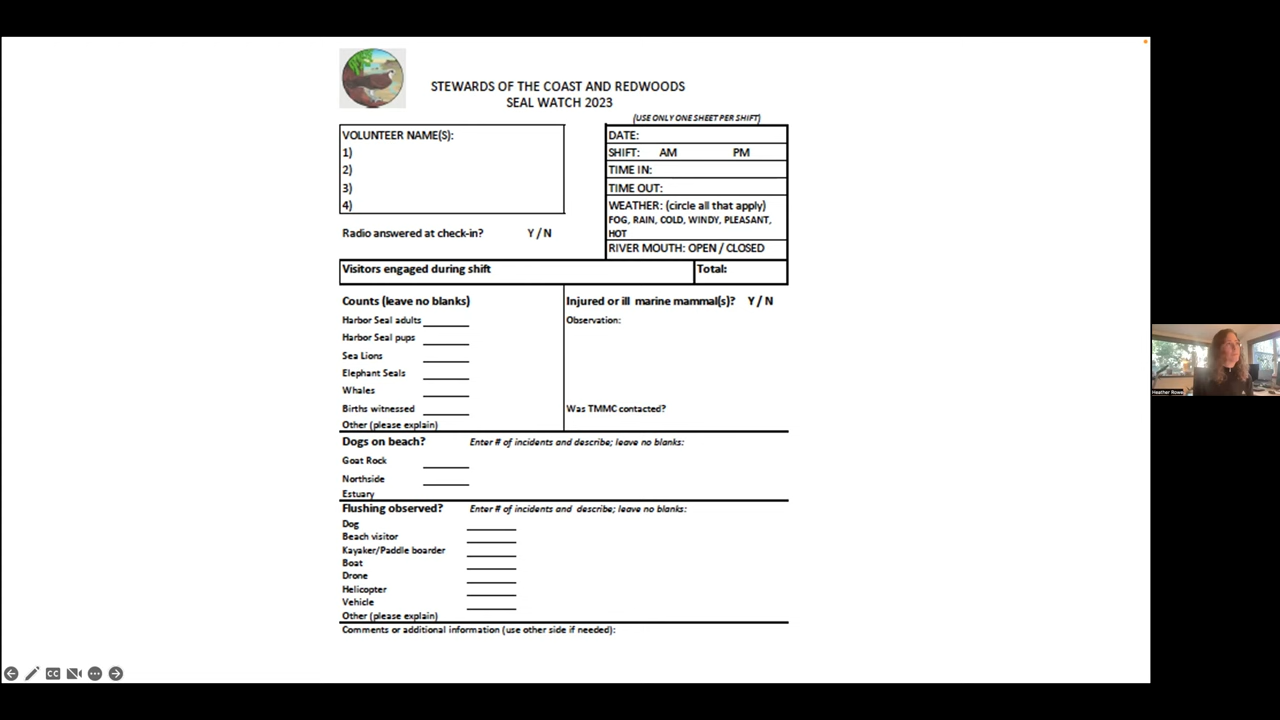 STEWARDS OF THE COAST AND REDWOODS
SEAL WATCH 2023
(USE ONLY ONE SHEET PER SHIFT)
VOLUNTEER NAME(S):
1)
2)
3)
4)
Radio answered at check-in? Y / N
DATE:
SHIFT: AM PM
TIME IN:
TIME OUT:
WEATHER: (circle all that apply)
FOG, RAIN, COLD, WINDY, PLEASANT,
HOT
RIVER MOUTH: OPEN / CLOSED
Visitors engaged during shift Total:
Counts (leave no blanks)
Harbor Seal adults
Harbor Seal pups
Sea Lions
Elephant Seals
Whales
Births witnessed
Other (please explain)
Injured or ill marine mammal(s)? Y / N
Observation:
Was TMMC contacted?
Dogs on beach? Enter # of incidents and describe; leave no blanks:
Goat Rock
Northside
Estuary
Flushing observed? Enter # of incidents and describe; leave no blanks:
Dog
Beach visitor
Kayaker/Paddle boarder
Boat
Drone
Helicopter
Vehicle
Other (please explain)
Comments or additional information (use other side if needed):
CC
Heather Rowe